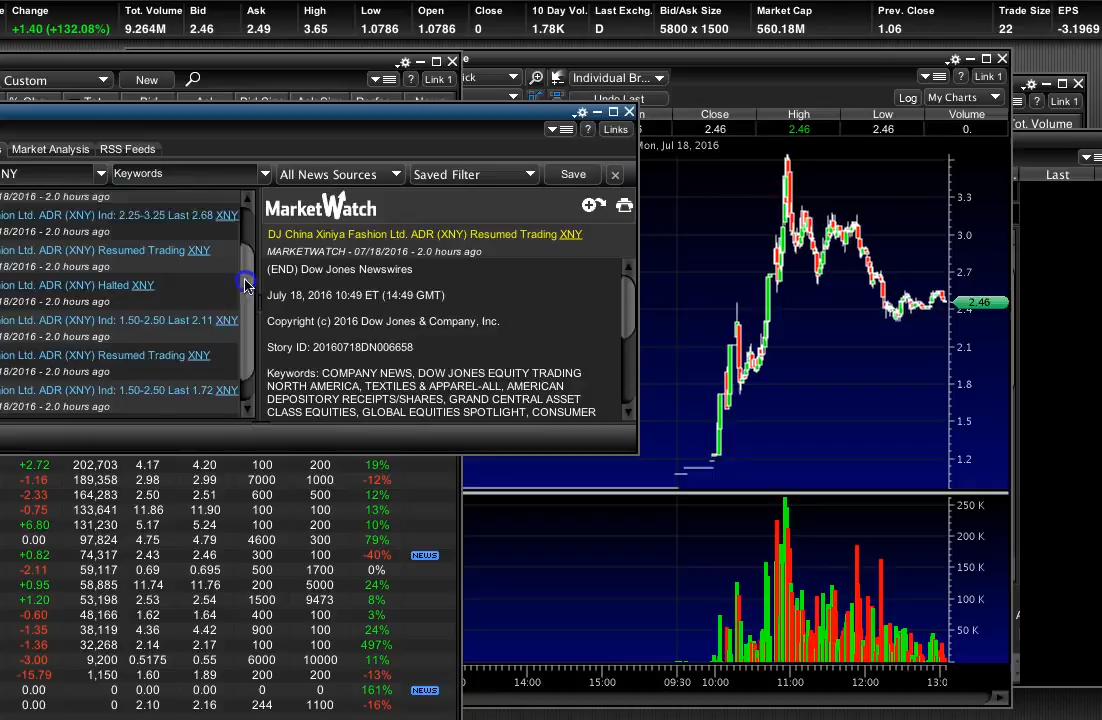 Change Tot. Volume Bid Ask High Low Open Close 10 Day Vol. Last Exchg. Bid/Ask Size Market Cap Prev. Close Trade Size EPS
+1.40 (+132.08%) 9.264M 2.46 2.49 3.65 1.0786 1.0786 0 1.78K D 5800 x 1500 560.18M 1.06 22 -3.1969
Custom New ? Link 1
ick Individual Br... ? Link 1
Undo Last Log My Charts
Close High Low Volume
2.46 2.46 2.46 0.
Mon, Jul 18, 2016
? Link 1
Tot. Volume
Last
? Links
Market Analysis RSS Feeds
NY Keywords All News Sources Saved Filter Save
18/2016 - 2.0 hours ago
ion Ltd. ADR (XNY) Ind: 2.25-3.25 Last 2.68 XNY
18/2016 - 2.0 hours ago
ion Ltd. ADR (XNY) Resumed Trading XNY
18/2016 - 2.0 hours ago
ion Ltd. ADR (XNY) Halted XNY
18/2016 - 2.0 hours ago
ion Ltd. ADR (XNY) Ind: 1.50-2.50 Last 2.11 XNY
18/2016 - 2.0 hours ago
ion Ltd. ADR (XNY) Resumed Trading XNY
18/2016 - 2.0 hours ago
ion Ltd. ADR (XNY) Ind: 1.50-2.50 Last 1.72 XNY
18/2016 - 2.0 hours ago
MarketWatch
DJ China Xiniya Fashion Ltd. ADR (XNY) Resumed Trading XNY
MARKETWATCH - 07/18/2016 - 2.0 hours ago
(END) Dow Jones Newswires
July 18, 2016 10:49 ET (14:49 GMT)
Copyright (c) 2016 Dow Jones & Company, Inc.
Story ID: 20160718DN006658
Keywords: COMPANY NEWS, DOW JONES EQUITY TRADING
NORTH AMERICA, TEXTILES & APPAREL-ALL, AMERICAN
DEPOSITORY RECEIPTS/SHARES, GRAND CENTRAL ASSET
CLASS EQUITIES, GLOBAL EQUITIES SPOTLIGHT, CONSUMER
3.3
3.0
2.7
2.46
2.4
2.1
1.8
1.5
1.2
250 K
200 K
150 K
100 K
50 K
14:00 15:00 09:30 10:00 11:00 12:00 13:0
+2.72 202,703 4.17 4.20 100 200 19%
-1.16 189,358 2.98 2.99 7000 1000 -12%
-2.33 164,283 2.50 2.51 600 500 12%
-0.75 133,641 11.86 11.90 100 100 13%
+6.80 131,230 5.17 5.24 100 200 10%
0.00 97,824 4.75 4.79 4600 300 79%
+0.82 74,317 2.43 2.46 300 100 -40% NEWS
-2.11 59,117 0.69 0.695 500 1700 0%
+0.95 58,885 11.74 11.76 200 5000 24%
+1.20 53,198 2.53 2.54 1500 9473 8%
-0.60 48,166 1.62 1.64 400 100 3%
-1.35 38,119 4.36 4.42 900 100 24%
-1.36 32,268 2.14 2.17 100 100 497%
-3.00 9,200 0.5175 0.55 6000 10000 11%
-15.79 1,150 1.60 1.89 200 200 -13%
0.00 0 0.00 0.00 0 0 161% NEWS
0.00 0 2.10 2.16 244 1100 -16%